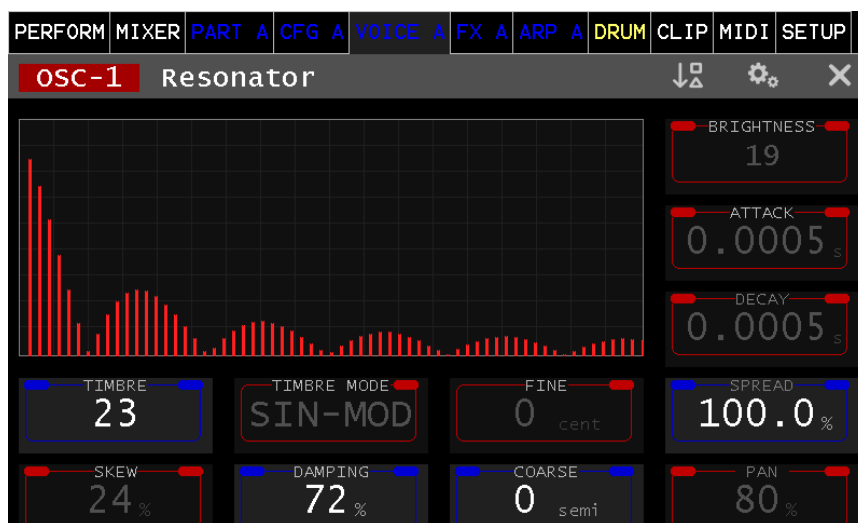 PERFORM MIXER PART A CFG A VOICE A FX A ARP A DRUM CLIP MIDI SETUP
OSC-1 Resonator
BRIGHTNESS
19
ATTACK
0.0005 s
DECAY
0.0005 s
TIMBRE TIMBRE MODE FINE SPREAD
23 SIN-MOD 0 cent 100.0 %
SKEW DAMPING COARSE PAN
24 % 72 % 0 semi 80 %